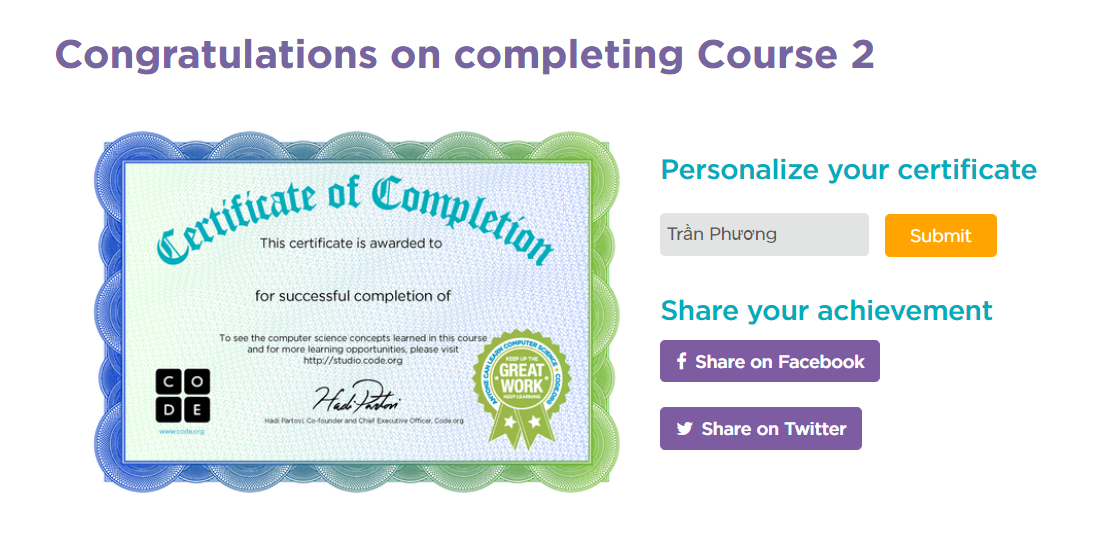 Congratulations on completing Course 2
Certificate of Completion
This certificate is awarded to
for successful completion of
To see the computer science concepts learned in this course
and for more learning opportunities, please visit
http://studio.code.org
CO
DE
www.code.org
Hadi Partovi
Hadi Partovi, Co-founder and Chief Executive Officer, Code.org
ANYONE CAN LEARN COMPUTER SCIENCE • CODE.ORG
KEEP UP THE
GREAT
WORK
KEEP LEARNING
Personalize your certificate
Trần Phương
Submit
Share your achievement
Share on Facebook
Share on Twitter